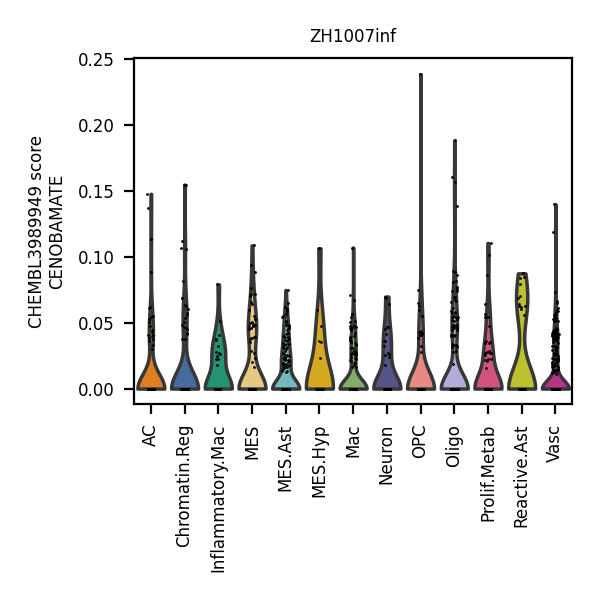 ZH1007inf
CHEMBL3989949 score
CENOBAMATE
0.25
0.20
0.15
0.10
0.05
0.00
AC
Chromatin.Reg
Inflammatory.Mac
MES
MES.Ast
MES.Hyp
Mac
Neuron
OPC
Oligo
Prolif.Metab
Reactive.Ast
Vasc